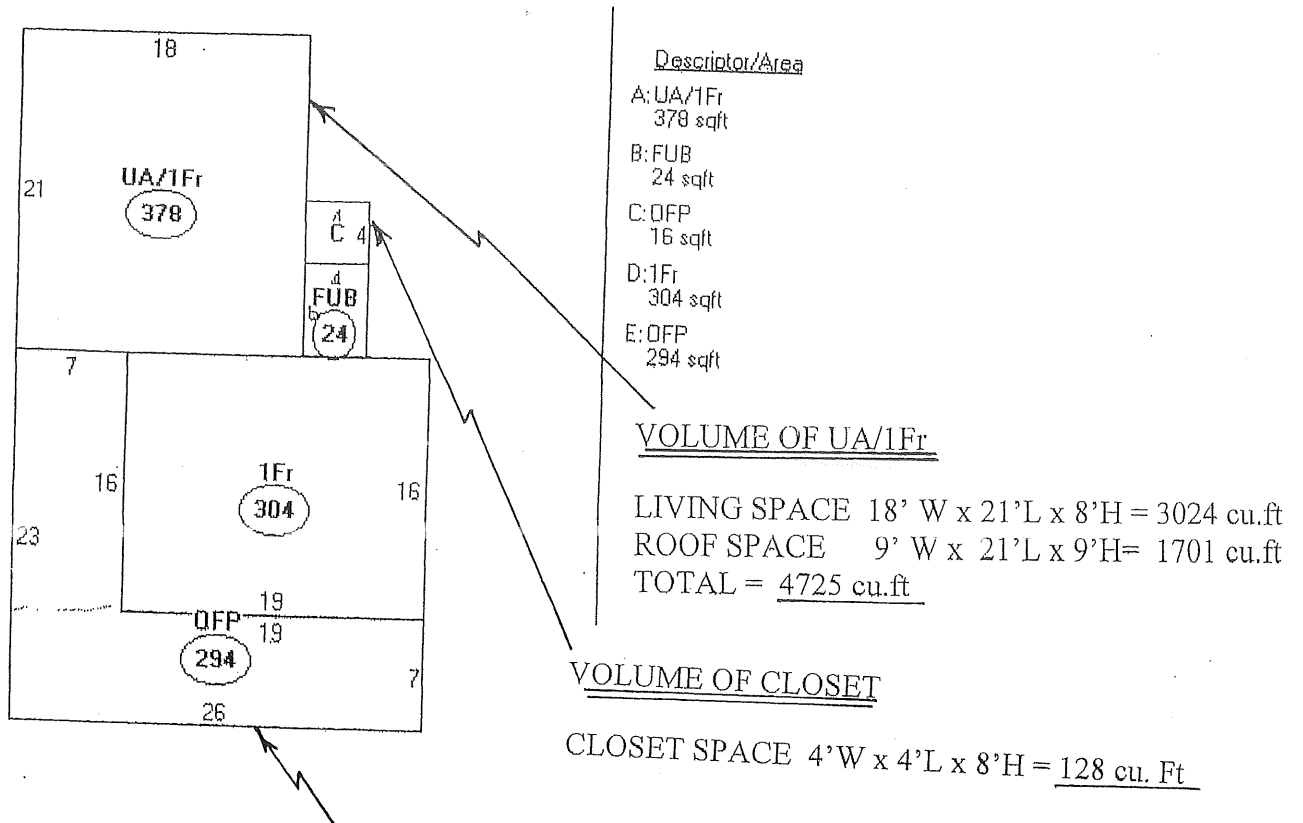 18
21
UA/1Fr
378
4
C 4
4
FUB
6
24
7
16
23
1Fr
304
16
19
OFP
19
294
7
26
Descriptor/Area
A:UA/1Fr
378 sqft
B:FUB
24 sqft
C:OFP
16 sqft
D:1Fr
304 sqft
E:OFP
294 sqft
VOLUME OF UA/1Fr
LIVING SPACE 18' W x 21'L x 8'H = 3024 cu.ft
ROOF SPACE 9' W x 21'L x 9'H= 1701 cu.ft
TOTAL = 4725 cu.ft
VOLUME OF CLOSET
CLOSET SPACE 4'W x 4'L x 8'H = 128 cu. Ft